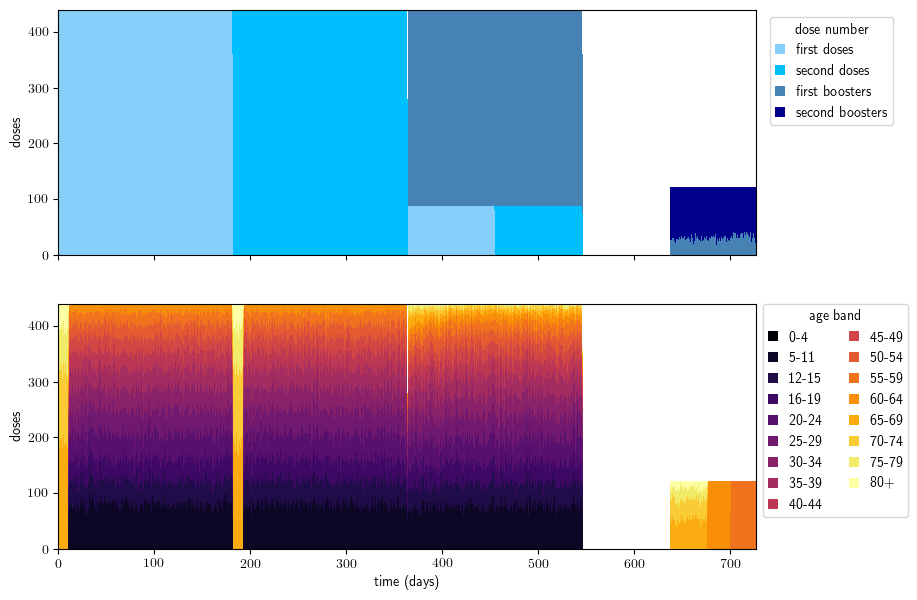 400
300
200
100
0
doses
dose number
first doses
second doses
first boosters
second boosters
400
300
200
100
0
doses
0 100 200 300 400 500 600 700
time (days)
age band
0-4 45-49
5-11 50-54
12-15 55-59
16-19 60-64
20-24 65-69
25-29 70-74
30-34 75-79
35-39 80+
40-44